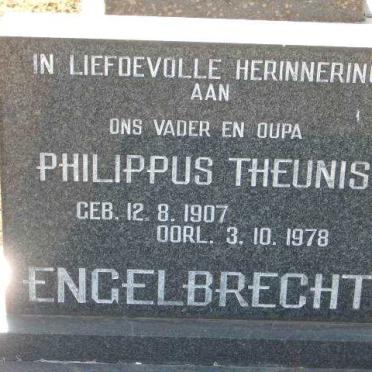 IN LIEFDEVOLLE HERINNERING
AAN
ONS VADER EN OUPA
PHILIPPUS THEUNIS
GEB. 12. 8. 1907
OORL. 3. 10. 1978
ENGELBRECHT